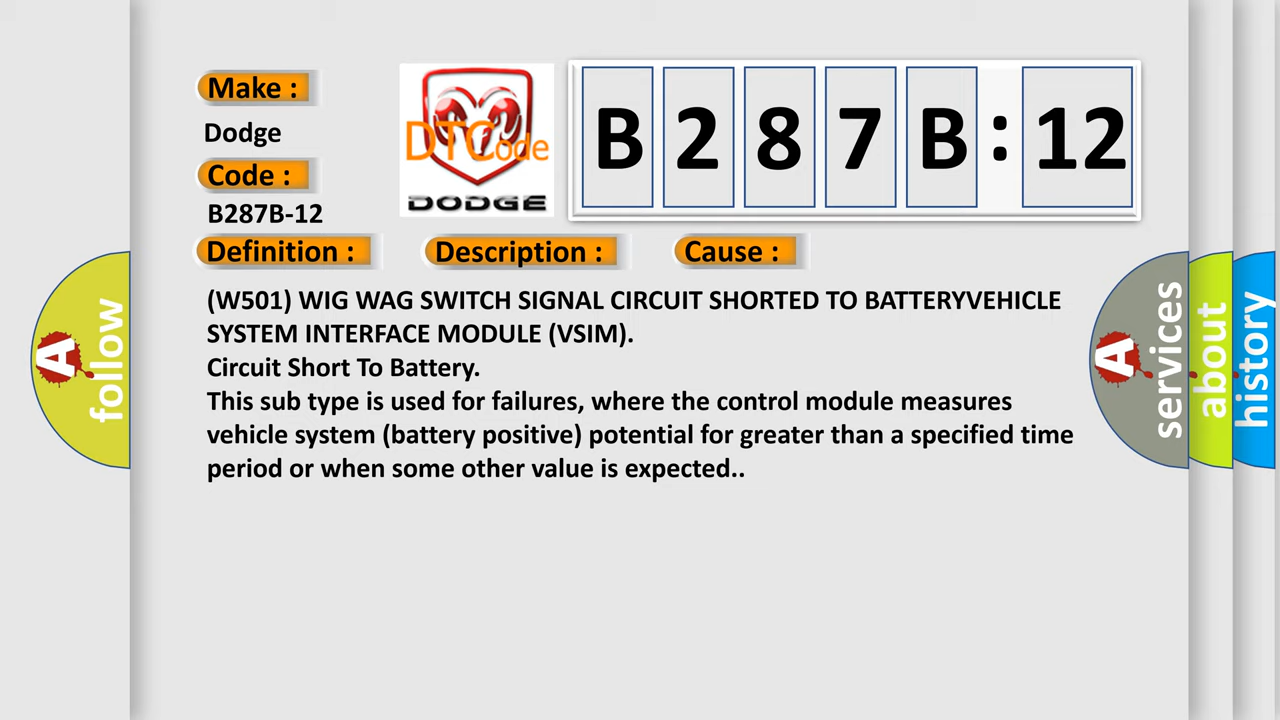 Make :
Dodge
Code :
B287B-12
DTCode
DODGE
B287B:12
Definition :
Description :
Cause :
(W501) WIG WAG SWITCH SIGNAL CIRCUIT SHORTED TO BATTERYVEHICLE
SYSTEM INTERFACE MODULE (VSIM).
Circuit Short To Battery.
This sub type is used for failures, where the control module measures
vehicle system (battery positive) potential for greater than a specified time
period or when some other value is expected..
A
follow
A
services
about
history